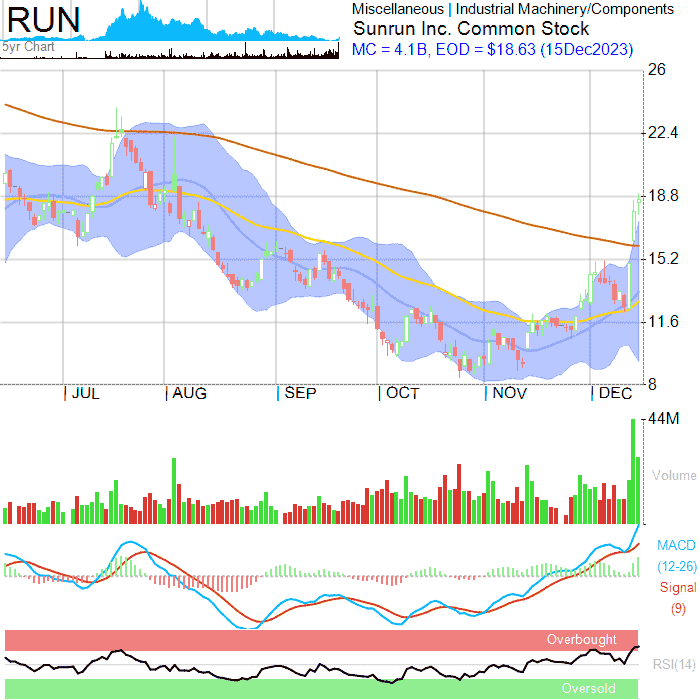 RUN
5yr Chart
Miscellaneous | Industrial Machinery/Components
Sunrun Inc. Common Stock
MC = 4.1B, EOD = $18.63 (15Dec2023)
26
22.4
18.8
15.2
11.6
8
JUL
AUG
SEP
OCT
NOV
DEC
44M
Volume
MACD
(12-26)
Signal
(9)
Overbought
RSI(14)
Oversold